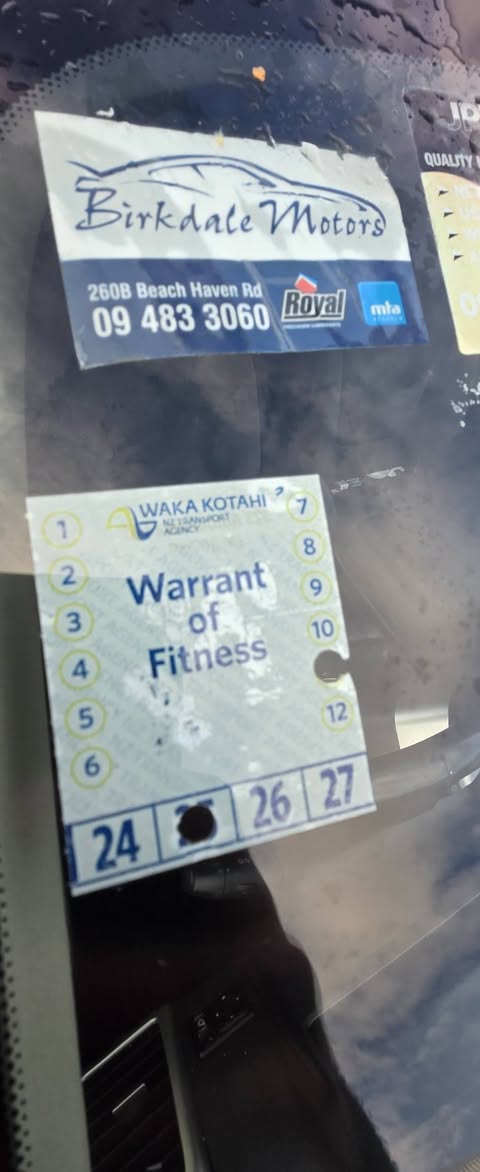 Birkdale Motors
260B Beach Haven Rd
09 483 3060
Royal
mta
JP
QUALITY
WAKA KOTAHI
NZ TRANSPORT
AGENCY
Warrant
of
Fitness
1
2
3
4
5
6
7
8
9
10
12
24
26
27